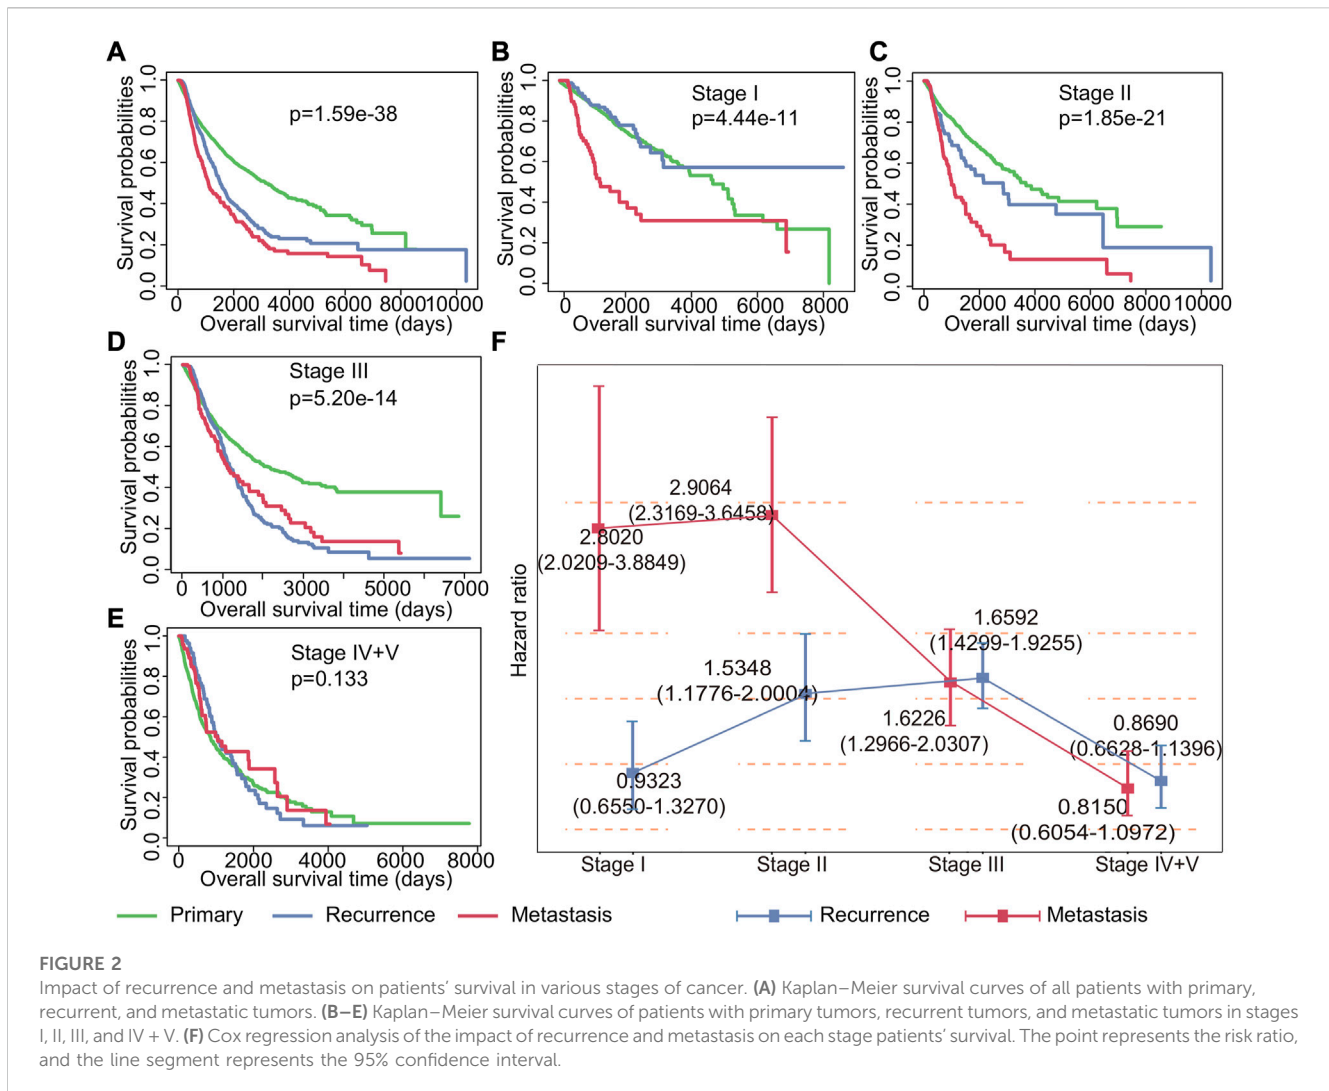 A
p=1.59e-38
Survival probabilities
0.0 0.2 0.4 0.6 0.8 1.0
0 2000 4000 6000 8000 10000
Overall survival time (days)
B
Stage I
p=4.44e-11
Survival probabilities
0.0 0.2 0.4 0.6 0.8 1.0
0 2000 4000 6000 8000
Overall survival time (days)
C
Stage II
p=1.85e-21
Survival probabilities
0.0 0.2 0.4 0.6 0.8 1.0
0 2000 4000 6000 10000
Overall survival time (days)
D
Stage III
p=5.20e-14
Survival probabilities
0.0 0.2 0.4 0.6 0.8 1.0
0 1000 3000 5000 7000
Overall survival time (days)
E
Stage IV+V
p=0.133
Survival probabilities
0.0 0.2 0.4 0.6 0.8 1.0
0 2000 4000 6000 8000
Overall survival time (days)
F
Hazard ratio
2.9064
(2.3169-3.6458)
2.8020
(2.0209-3.8849)
1.6592
(1.4299-1.9255)
1.5348
(1.1776-2.0004)
1.6226
(1.2966-2.0307)
0.8690
(0.6628-1.1396)
0.9323
(0.6550-1.3270)
0.8150
(0.6054-1.0972)
Stage I Stage II Stage III Stage IV+V
Primary Recurrence Metastasis Recurrence Metastasis
FIGURE 2
Impact of recurrence and metastasis on patients’ survival in various stages of cancer. (A) Kaplan–Meier survival curves of all patients with primary,
recurrent, and metastatic tumors. (B–E) Kaplan–Meier survival curves of patients with primary tumors, recurrent tumors, and metastatic tumors in stages
I, II, III, and IV + V. (F) Cox regression analysis of the impact of recurrence and metastasis on each stage patients’ survival. The point represents the risk ratio,
and the line segment represents the 95% confidence interval.